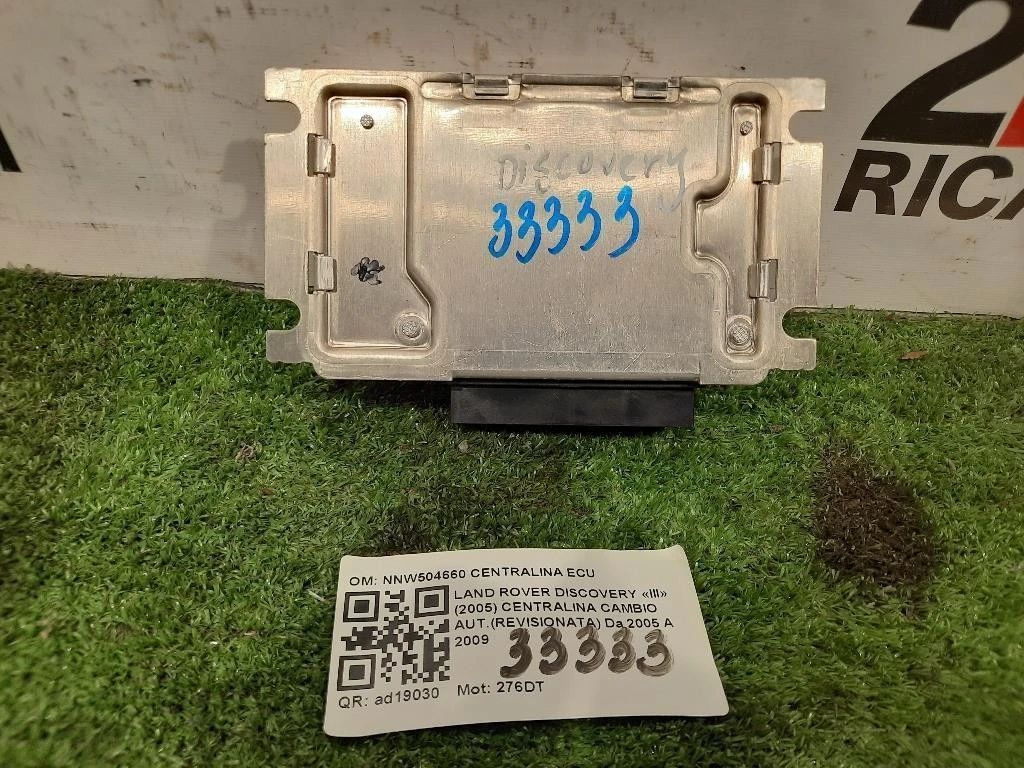 2
RICA
Discovery
33333
OM: NNW504660 CENTRALINA ECU
LAND ROVER DISCOVERY «III»
(2005) CENTRALINA CAMBIO
AUT.(REVISIONATA) Da 2005 A
2009
33333
QR: ad19030 Mot: 276DT